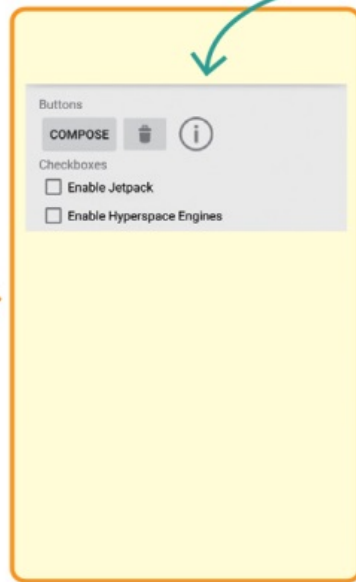 Buttons
COMPOSE
Checkboxes
Enable Jetpack
Enable Hyperspace Engines